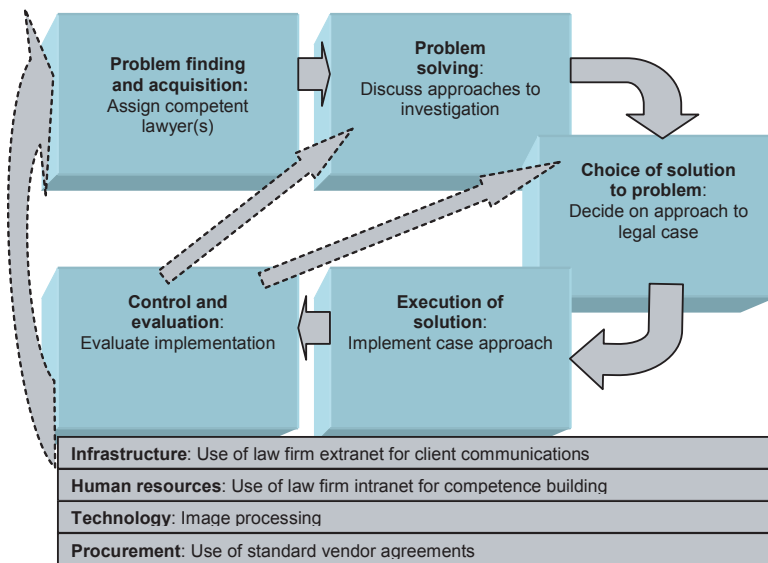 Problem finding
and acquisition:
Assign competent
lawyer(s)
Problem
solving:
Discuss approaches to
investigation
Choice of solution
to problem:
Decide on approach to
legal case
Control and
evaluation:
Evaluate implementation
Execution of
solution:
Implement case approach
Infrastructure: Use of law firm extranet for client communications
Human resources: Use of law firm intranet for competence building
Technology: Image processing
Procurement: Use of standard vendor agreements